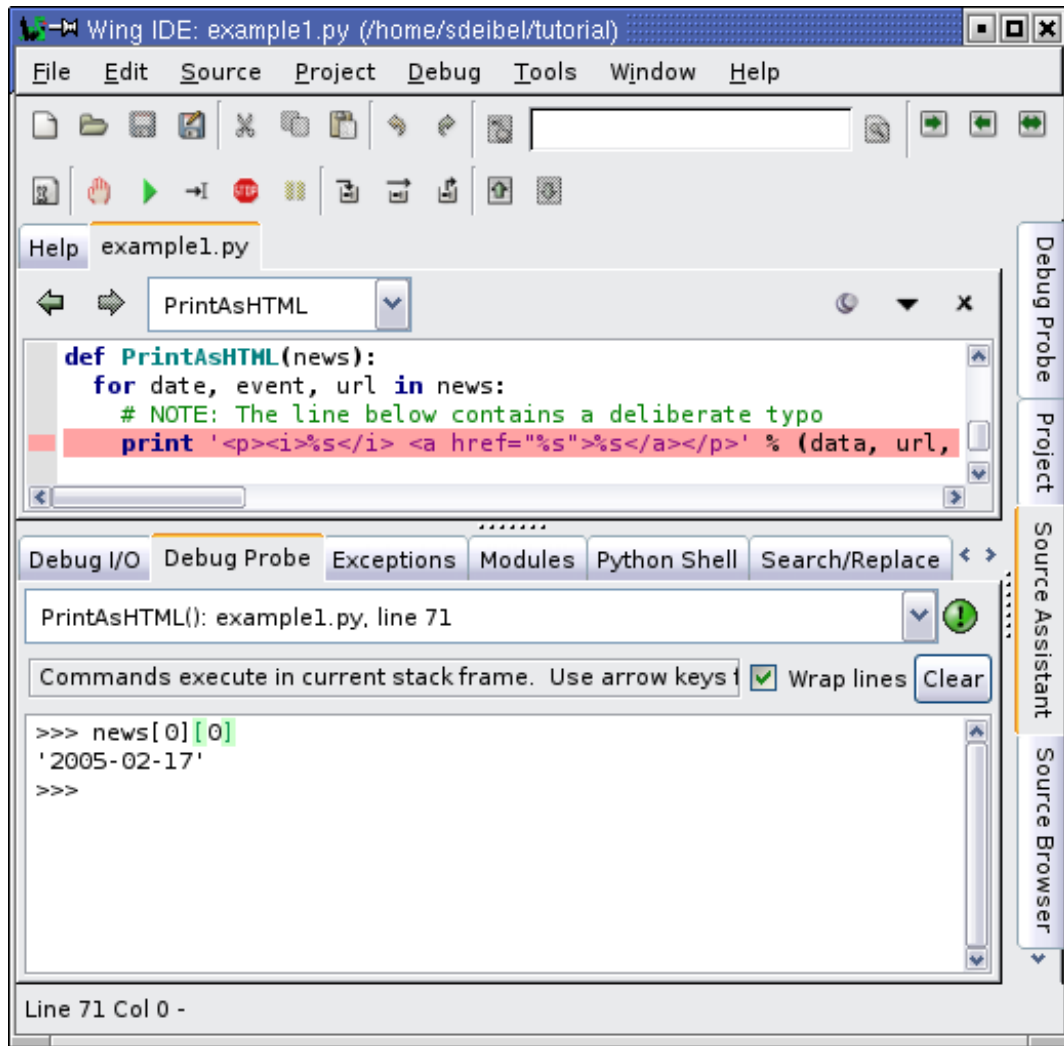 Wing IDE: example1.py (/home/sdeibel/tutorial)
File Edit Source Project Debug Tools Window Help
STOP
Help example1.py
PrintAsHTML
def PrintAsHTML(news):
for date, event, url in news:
# NOTE: The line below contains a deliberate typo
print '<p><i>%s</i> <a href="%s">%s</a></p>' % (data, url,
Debug I/O Debug Probe Exceptions Modules Python Shell Search/Replace
PrintAsHTML(): example1.py, line 71
Commands execute in current stack frame. Use arrow keys
Wrap lines Clear
>>> news[0][0]
'2005-02-17'
>>>
Line 71 Col 0 -
Debug Probe
Project
Source Assistant
Source Browser